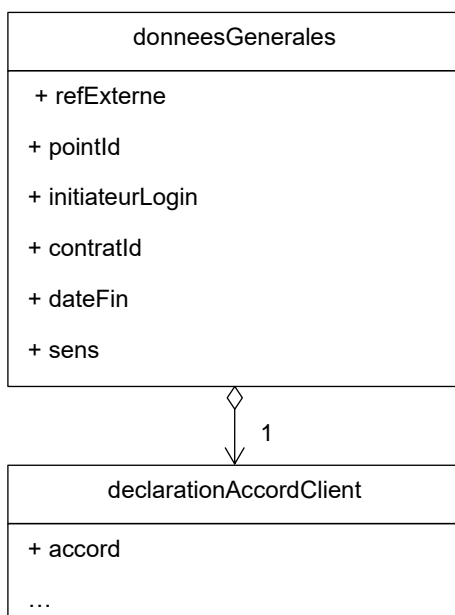 donneesGenerales
+ refExterne
+ pointId
+ initiateurLogin
+ contratId
+ dateFin
+ sens
1
declarationAccordClient
+ accord
…